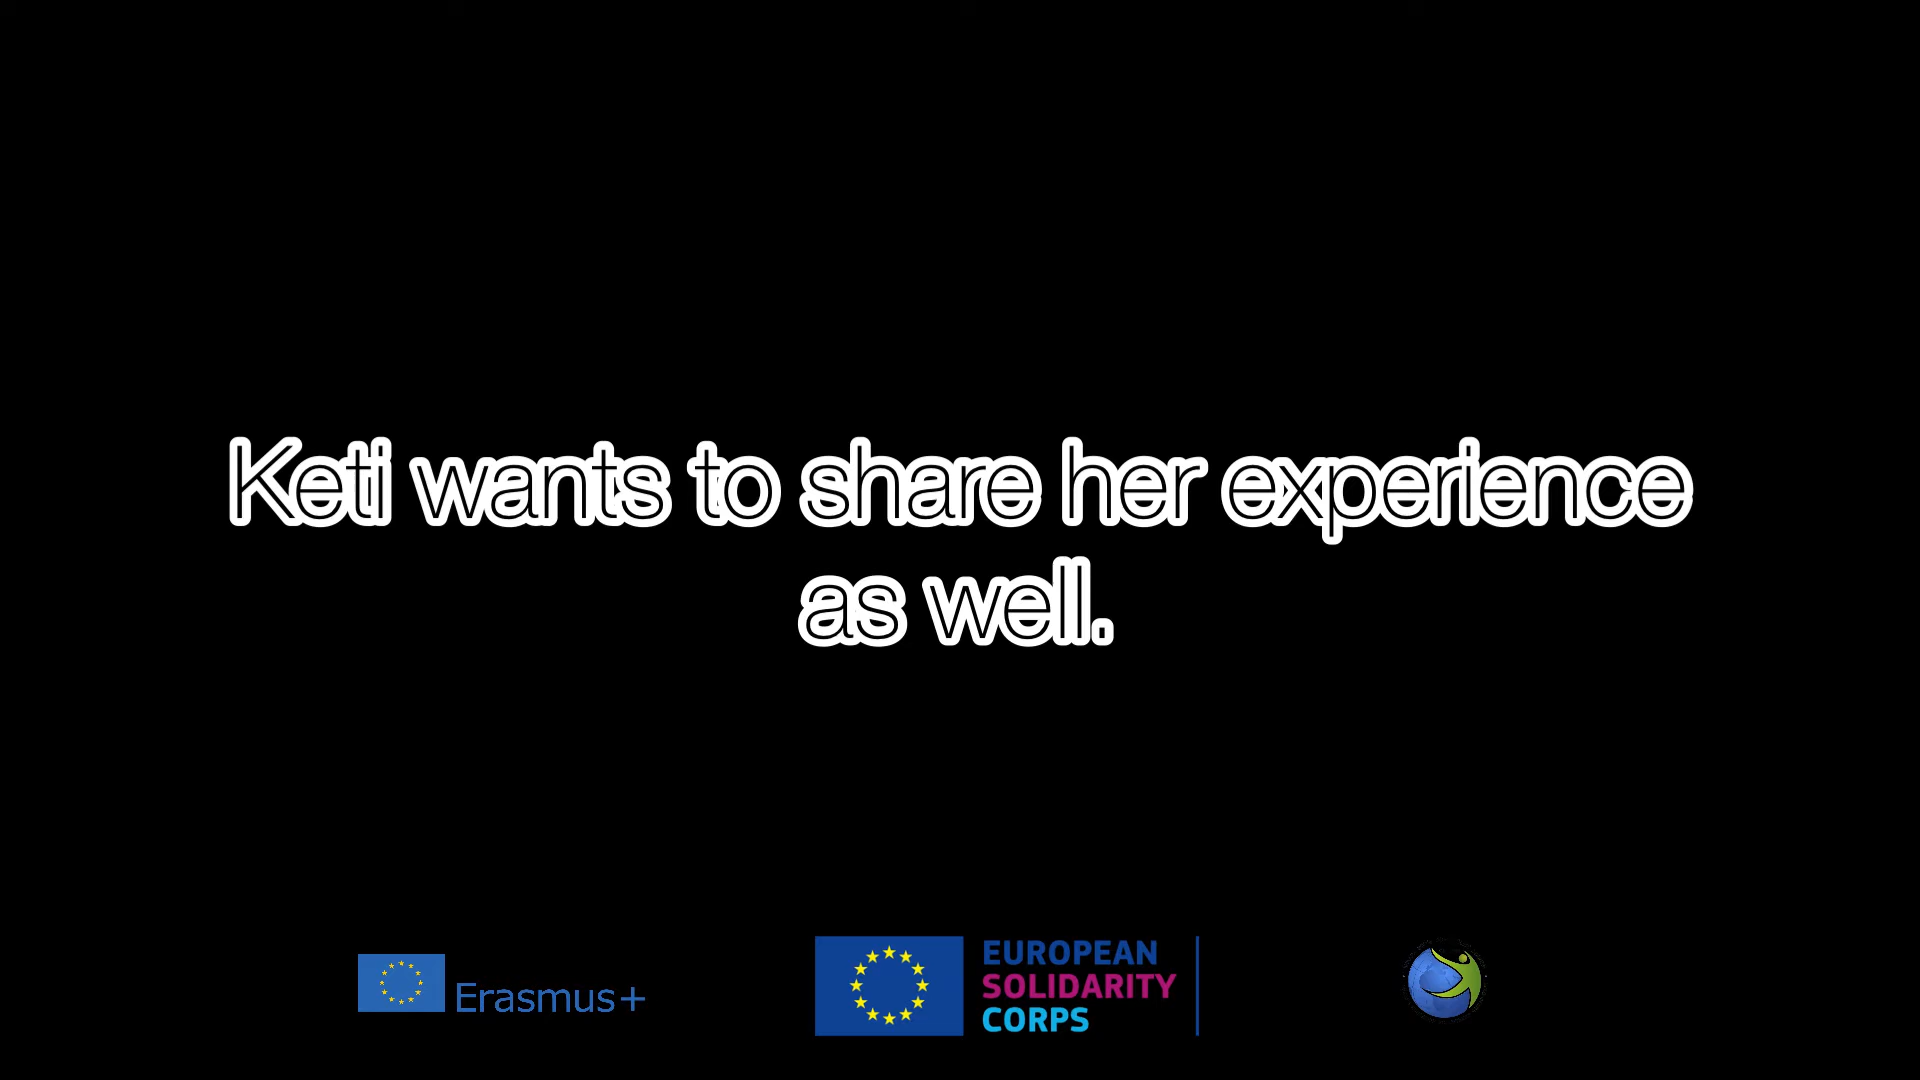 Keti wants to share her experience
as well.
Erasmus+
EUROPEAN
SOLIDARITY
CORPS